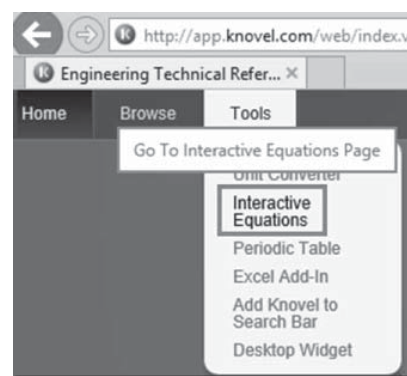 http://app.knovel.com/web/index.v
Engineering Technical Refer... ×
Home Browse Tools
Go To Interactive Equations Page
Unit Converter
Interactive
Equations
Periodic Table
Excel Add-In
Add Knovel to
Search Bar
Desktop Widget